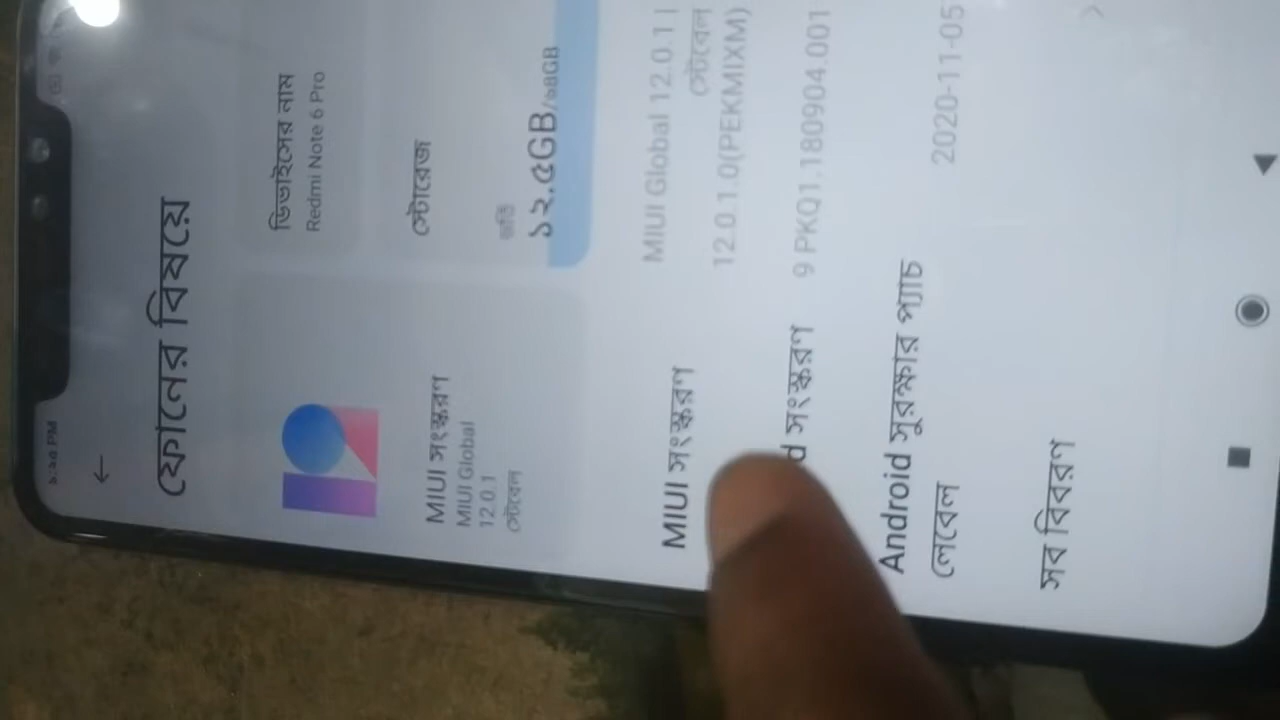 ←
ফোনের বিষয়ে
MIUI সংস্করণ
MIUI Global
12.0.1
স্টেবেল
ডিভাইসের নাম
Redmi Note 6 Pro
স্টোরেজ
ভর্তি
১২.৫GB/৬৪GB
MIUI সংস্করণ
MIUI Global 12.0.1 |
স্টেবেল
12.0.1.0(PEKMIXM)
d সংস্করণ
9 PKQ1.180904.001
Android সুরক্ষার প্যাচ
লেবেল
2020-11-05
সব বিবরণ